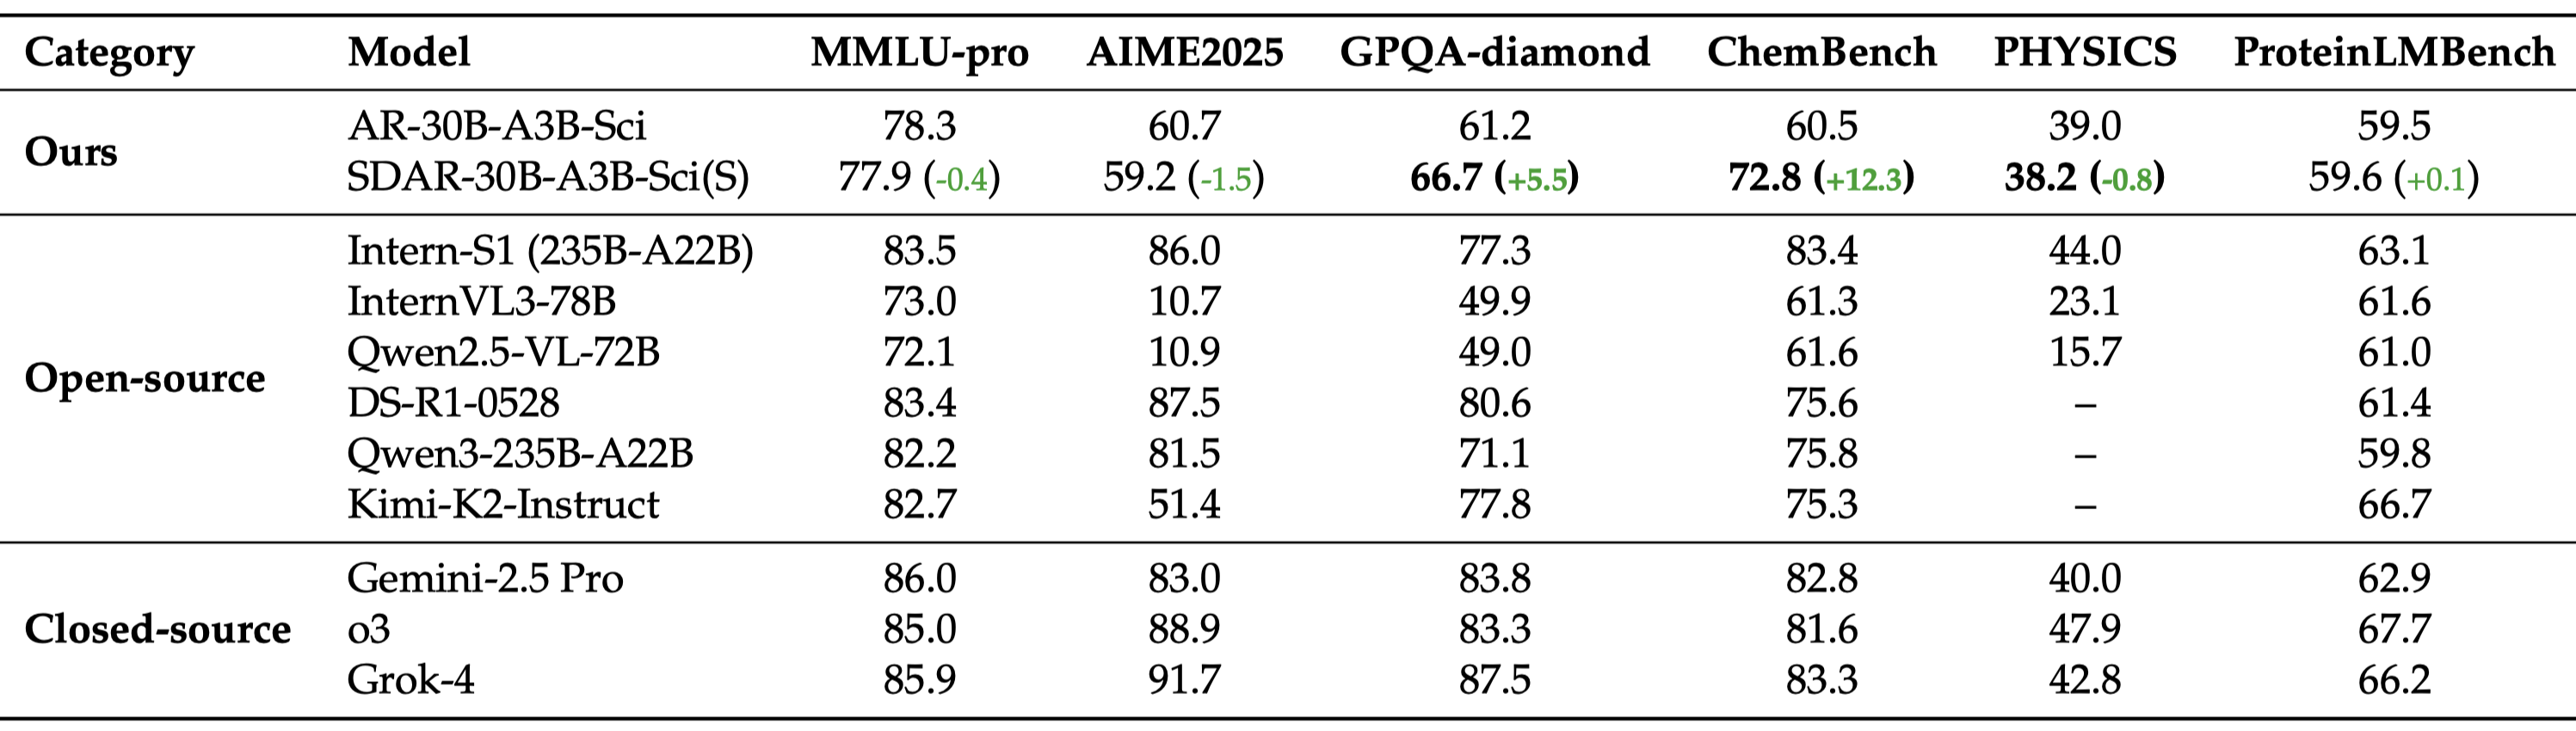 Category Model MMLU-pro AIME2025 GPQA-diamond ChemBench PHYSICS ProteinLMBench
Ours
AR-30B-A3B-Sci 78.3 60.7 61.2 60.5 39.0 59.5
SDAR-30B-A3B-Sci(S) 77.9 (-0.4) 59.2 (-1.5) 66.7 (+5.5) 72.8 (+12.3) 38.2 (-0.8) 59.6 (+0.1)
Open-source
Intern-S1 (235B-A22B) 83.5 86.0 77.3 83.4 44.0 63.1
InternVL3-78B 73.0 10.7 49.9 61.3 23.1 61.6
Qwen2.5-VL-72B 72.1 10.9 49.0 61.6 15.7 61.0
DS-R1-0528 83.4 87.5 80.6 75.6 – 61.4
Qwen3-235B-A22B 82.2 81.5 71.1 75.8 – 59.8
Kimi-K2-Instruct 82.7 51.4 77.8 75.3 – 66.7
Closed-source
Gemini-2.5 Pro 86.0 83.0 83.8 82.8 40.0 62.9
o3 85.0 88.9 83.3 81.6 47.9 67.7
Grok-4 85.9 91.7 87.5 83.3 42.8 66.2